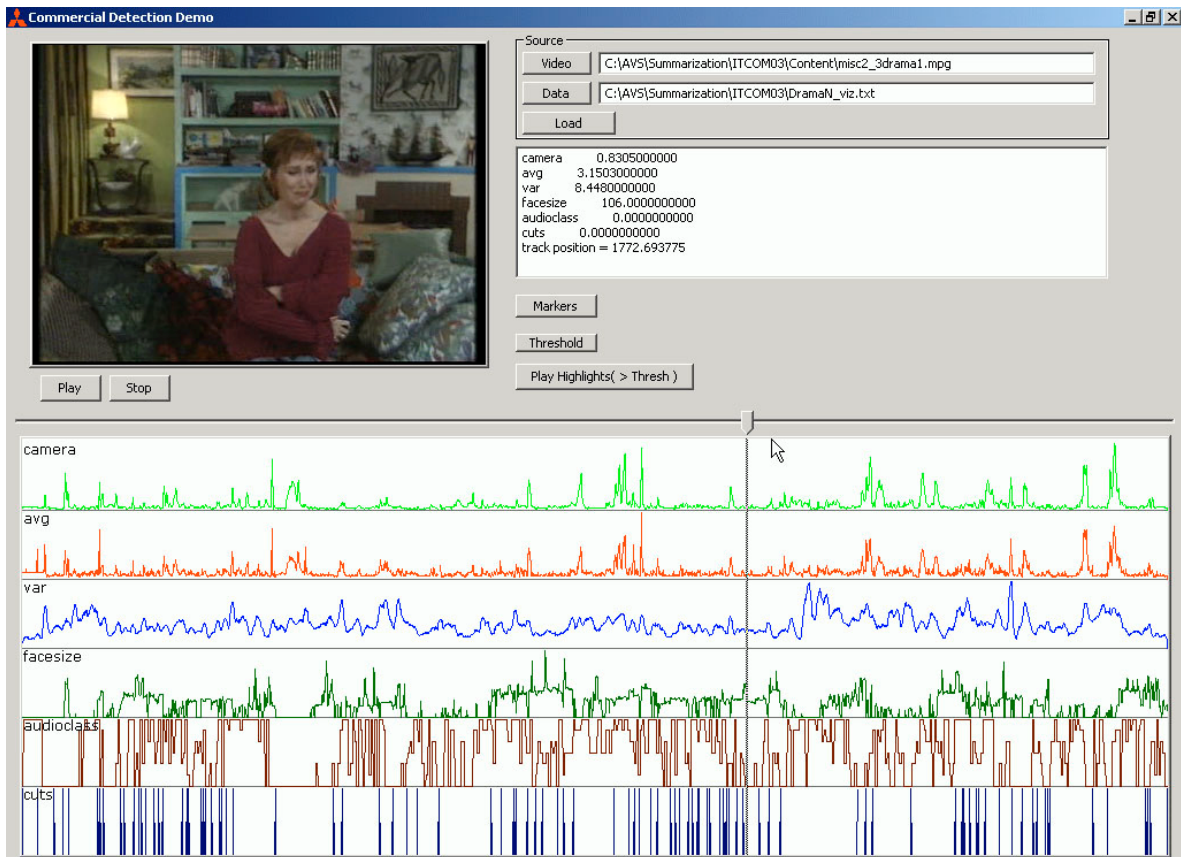 Commercial Detection Demo
Source
Video C:\AVS\Summarization\ITCOM03\Content\misc2_3drama1.mpg
Data C:\AVS\Summarization\ITCOM03\DramaN_viz.txt
Load
camera 0.8305000000
avg 3.1503000000
var 8.4480000000
facesize 106.0000000000
audioclass 0.0000000000
cuts 0.0000000000
track position = 1772.693775
Markers
Threshold
Play Highlights( > Thresh )
Play Stop
camera
avg
var
facesize
audioclass
cuts